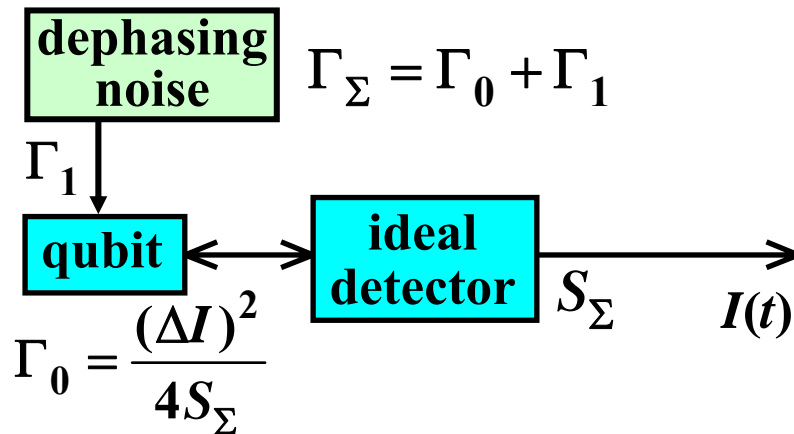 dephasing
noise
Γ_Σ = Γ_0 + Γ_1
Γ_1
qubit
ideal
detector
S_Σ
I(t)
Γ_0 = (ΔI)^2 / 4S_Σ